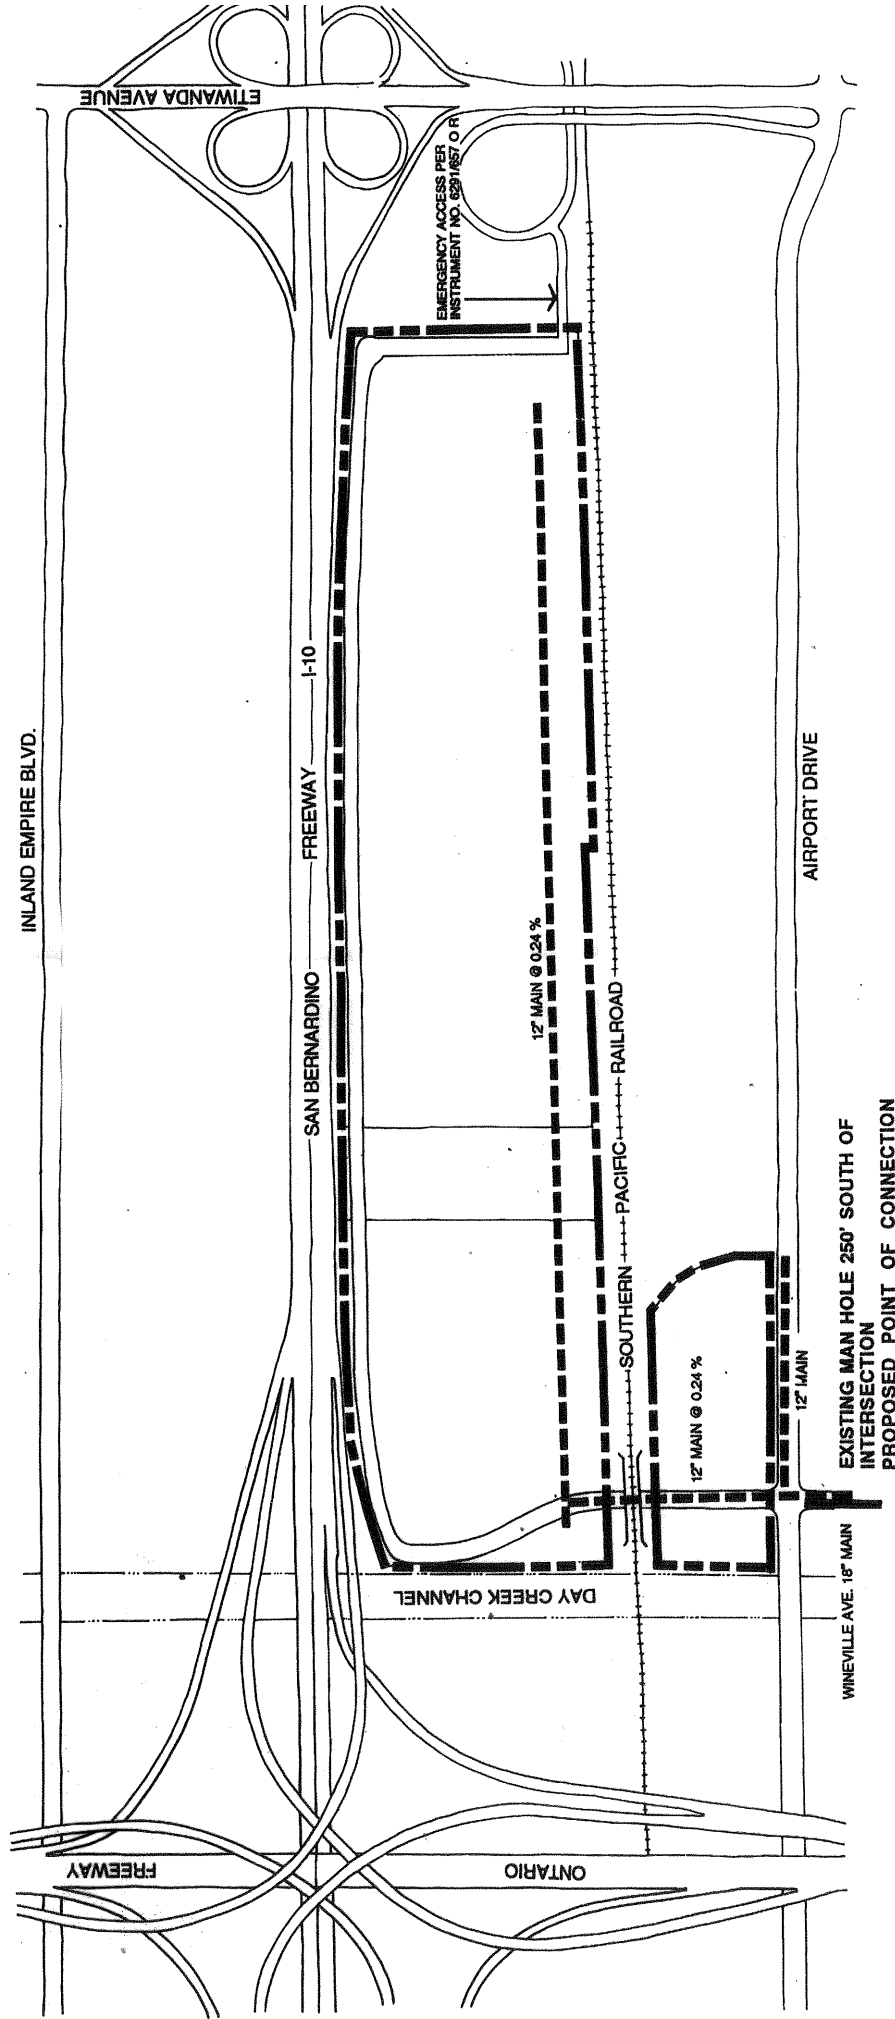 INLAND EMPIRE BLVD.
ETIWANDA AVENUE
SAN BERNARDINO FREEWAY I-10
EMERGENCY ACCESS PER
INSTRUMENT NO. 6291/657 O R
12" MAIN @ 0.24 %
SOUTHERN PACIFIC RAILROAD
AIRPORT DRIVE
12" MAIN @ 0.24 %
12" MAIN
EXISTING MAN HOLE 250' SOUTH OF
INTERSECTION
PROPOSED POINT OF CONNECTION
WINEVILLE AVE. 18" MAIN
DAY CREEK CHANNEL
ONTARIO
FREEWAY